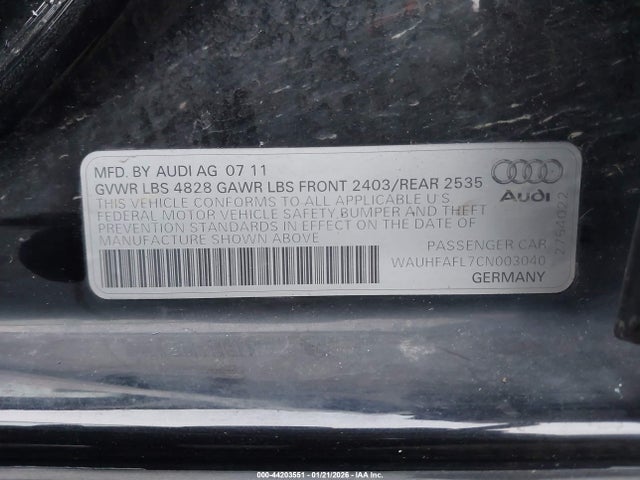 MFD. BY AUDI AG 07 11
GVWR LBS 4828 GAWR LBS FRONT 2403/REAR 2535
THIS VEHICLE CONFORMS TO ALL APPLICABLE U S
FEDERAL MOTOR VEHICLE SAFETY BUMPER AND THEFT
PREVENTION STANDARDS IN EFFECT ON THE DATE OF
MANUFACTURE SHOWN ABOVE
Audi
PASSENGER CAR
WAUHFAFL7CN003040
GERMANY
000-44203551 | 01/21/2026 | IAA Inc.